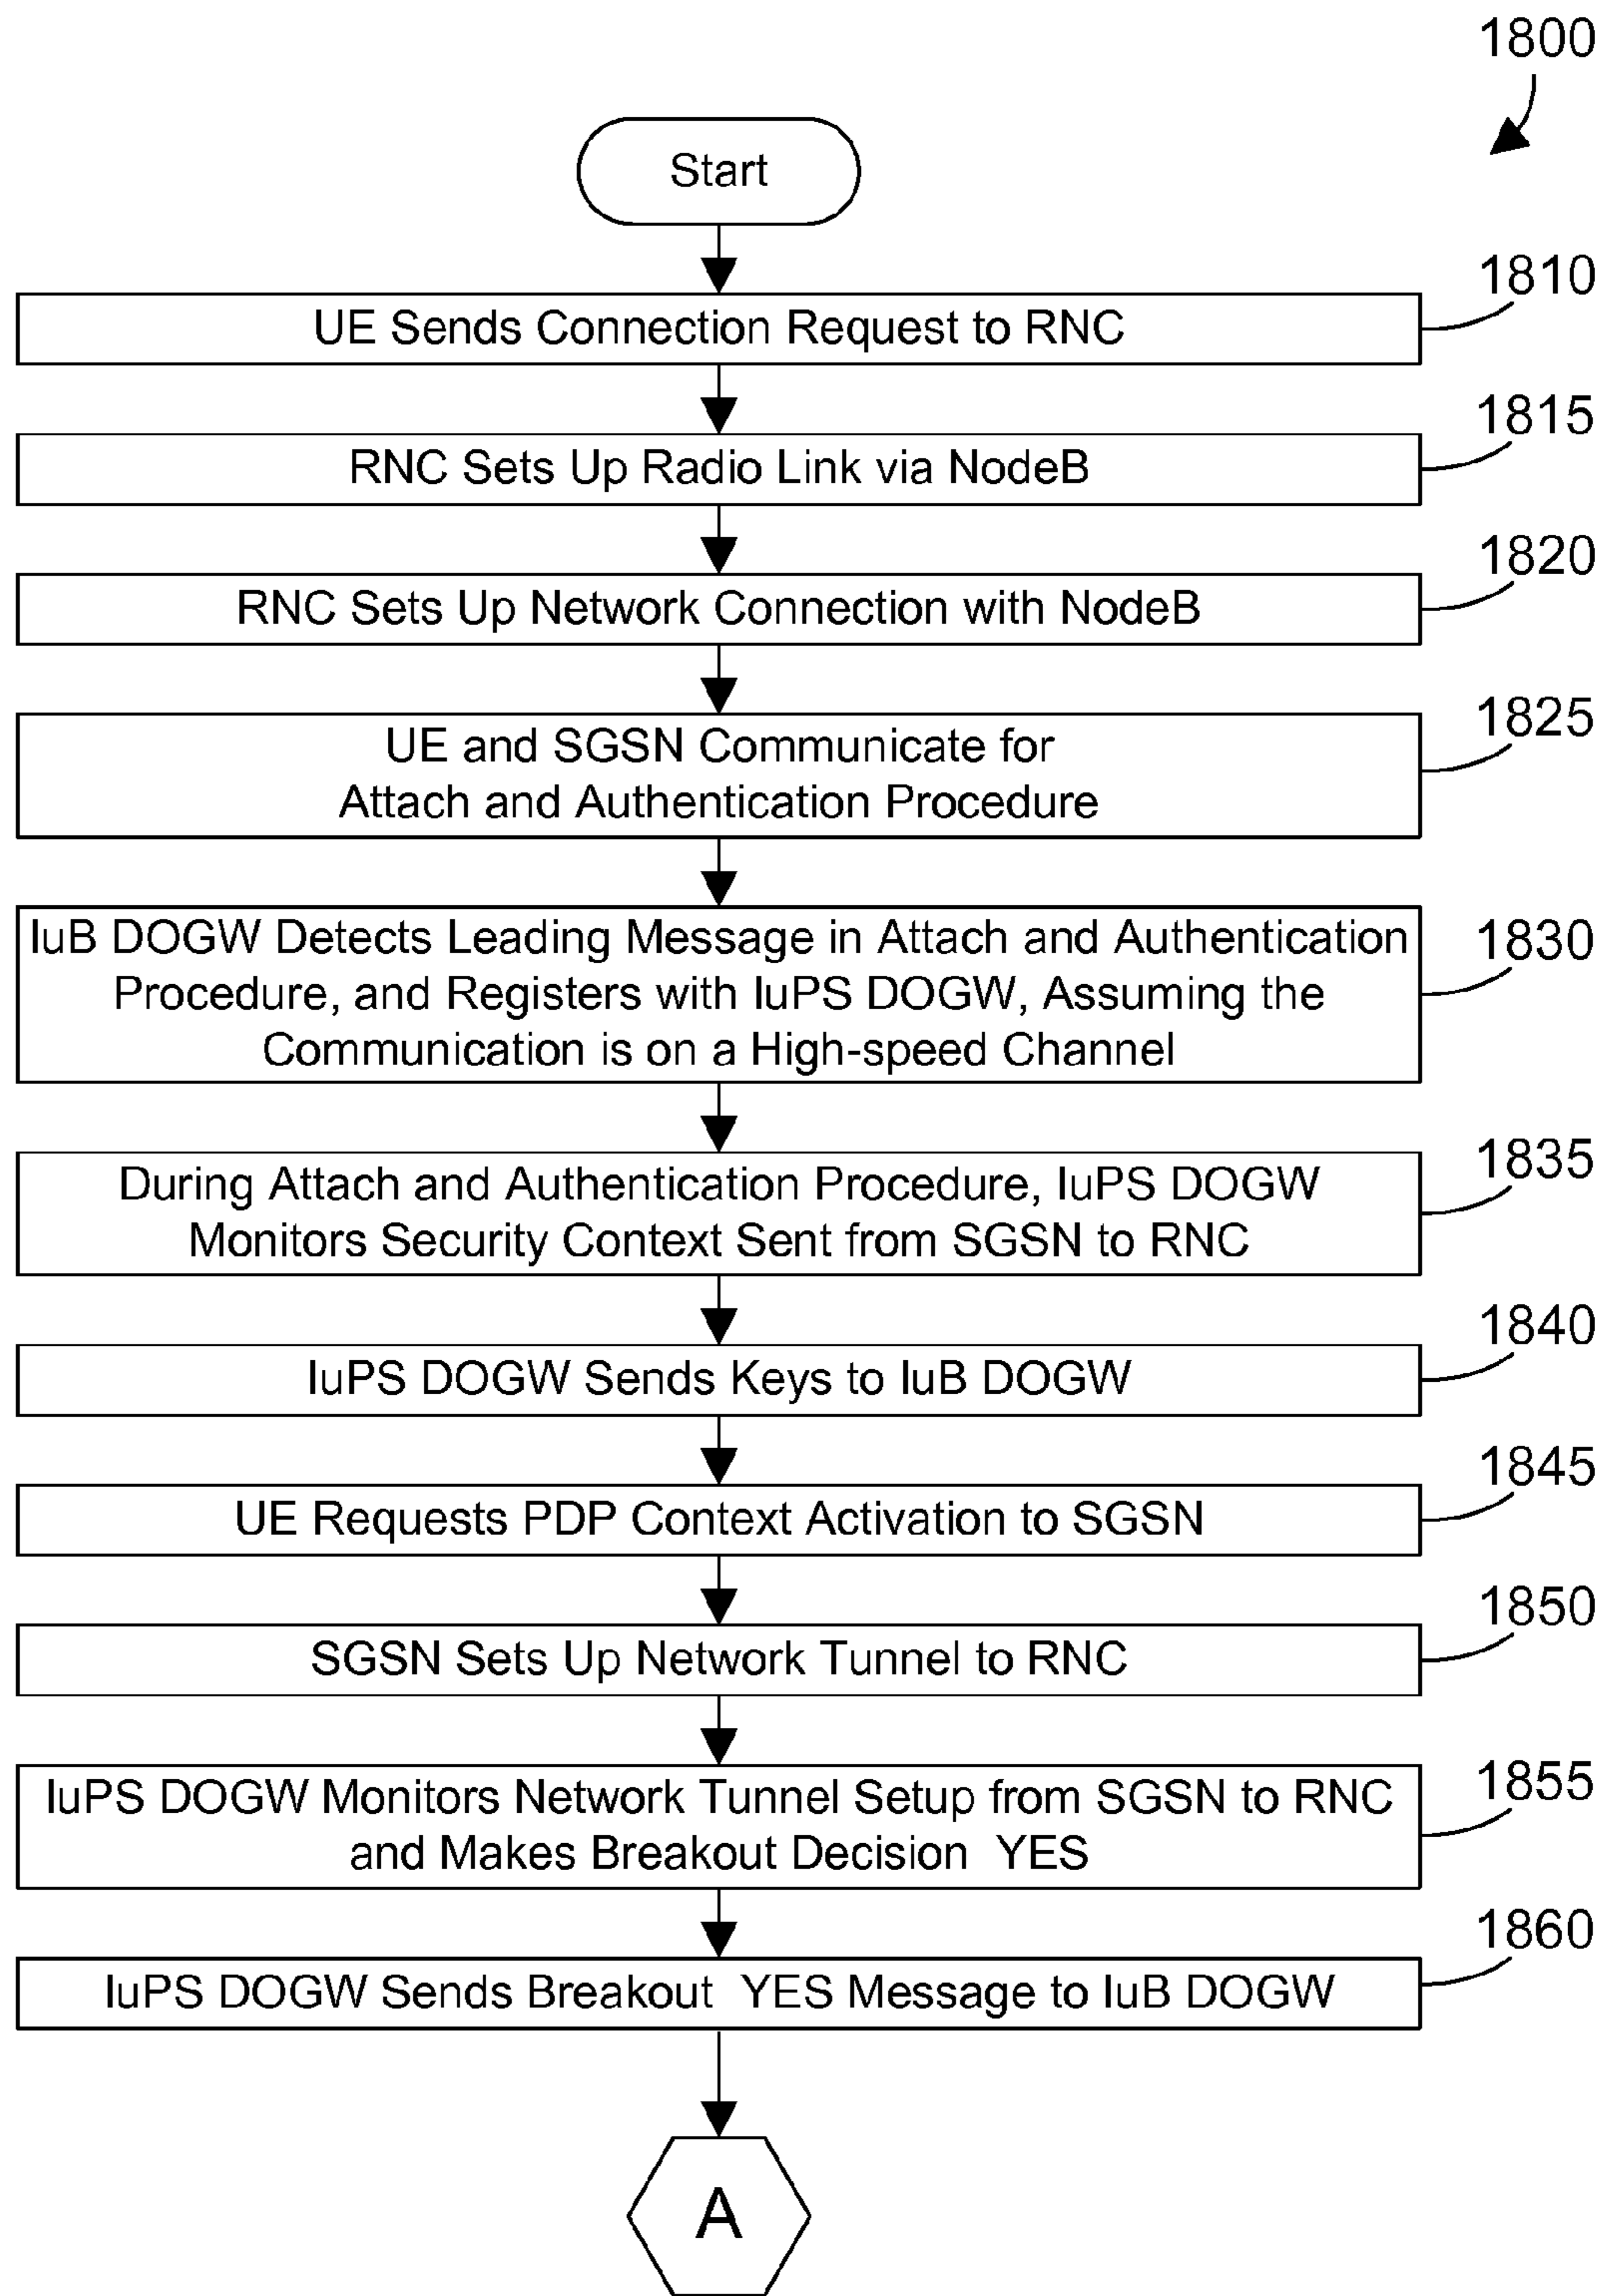 1800
Start
1810
UE Sends Connection Request to RNC
1815
RNC Sets Up Radio Link via NodeB
1820
RNC Sets Up Network Connection with NodeB
1825
UE and SGSN Communicate for
Attach and Authentication Procedure
1830
IuB DOGW Detects Leading Message in Attach and Authentication
Procedure, and Registers with IuPS DOGW, Assuming the
Communication is on a High-speed Channel
1835
During Attach and Authentication Procedure, IuPS DOGW
Monitors Security Context Sent from SGSN to RNC
1840
IuPS DOGW Sends Keys to IuB DOGW
1845
UE Requests PDP Context Activation to SGSN
1850
SGSN Sets Up Network Tunnel to RNC
1855
IuPS DOGW Monitors Network Tunnel Setup from SGSN to RNC
and Makes Breakout Decision YES
1860
IuPS DOGW Sends Breakout YES Message to IuB DOGW
A